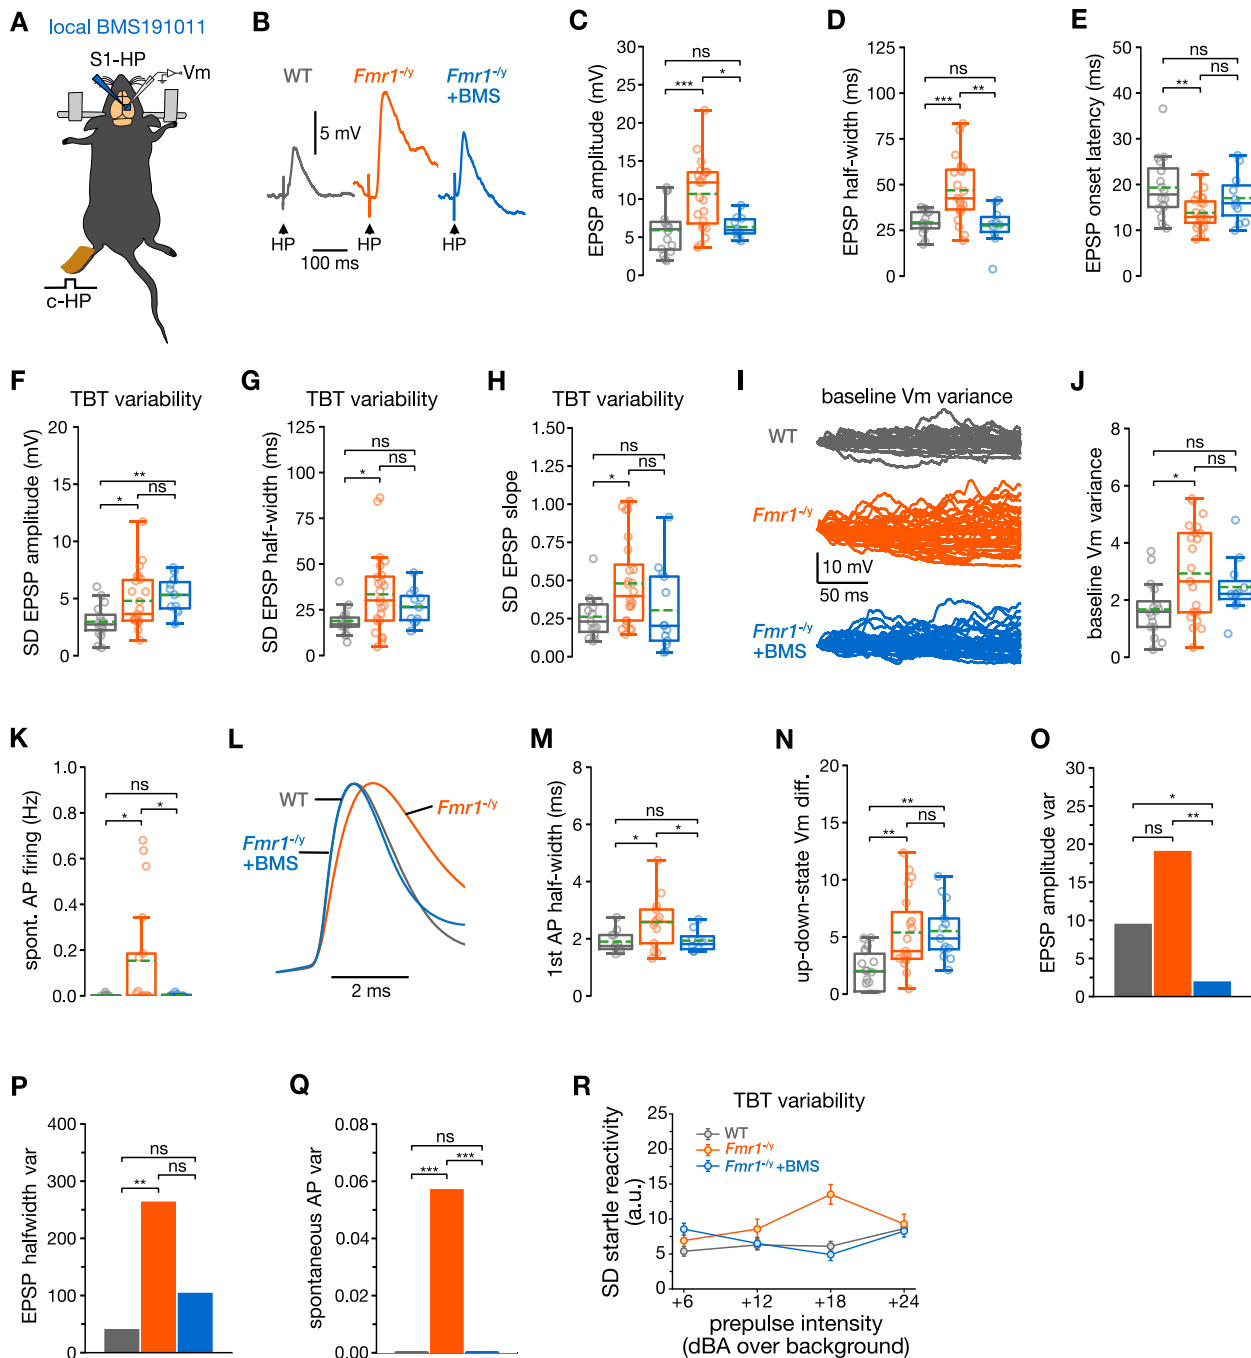 A
local BMS191011
S1-HP
Vm
c-HP
B
WT
Fmr1-/y
Fmr1-/y
+BMS
5 mV
HP
HP
HP
100 ms
C
EPSP amplitude (mV)
30
25
20
15
10
5
0
ns
***
*
D
EPSP half-width (ms)
125
100
75
50
25
0
ns
***
**
E
EPSP onset latency (ms)
50
40
30
20
10
0
ns
**
ns
F
TBT variability
SD EPSP amplitude (mV)
20
15
10
5
0
**
*
ns
G
TBT variability
SD EPSP half-width (ms)
125
100
75
50
25
0
ns
*
ns
H
TBT variability
SD EPSP slope
1.50
1.25
1.00
0.75
0.50
0.25
0.00
ns
*
ns
I
baseline Vm variance
WT
Fmr1-/y
10 mV
50 ms
Fmr1-/y
+BMS
J
baseline Vm variance
8
6
4
2
0
ns
*
ns
K
spont. AP firing (Hz)
1.0
0.8
0.6
0.4
0.2
0.0
ns
*
*
L
WT
Fmr1-/y
Fmr1-/y
+BMS
2 ms
M
1st AP half-width (ms)
8
6
4
2
0
ns
*
*
N
up-down-state Vm diff.
20
15
10
5
0
**
**
ns
O
EPSP amplitude var
30
25
20
15
10
5
0
*
ns
**
P
EPSP halfwidth var
400
300
250
200
100
0
ns
**
ns
Q
spontaneous AP var
0.08
0.06
0.04
0.02
0.00
ns
***
***
R
TBT variability
SD startle reactivity
(a.u.)
25
20
15
10
5
0
WT
Fmr1-/y
Fmr1-/y +BMS
+6
+12
+18
+24
prepulse intensity
(dBA over background)